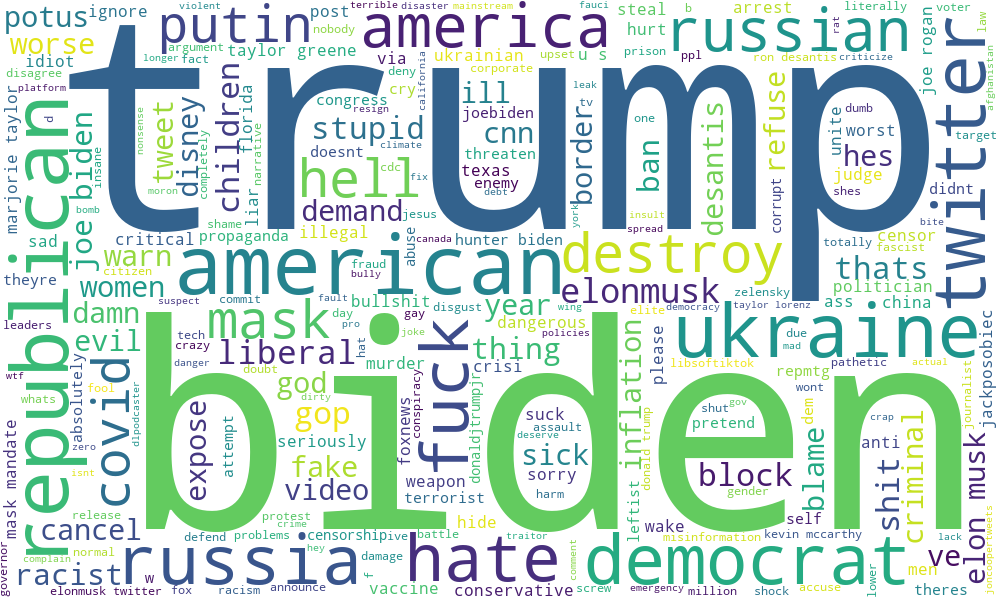 trump
biden
american
america
russian
russia
ukraine
democrat
republican
twitter
putin
hate
fuck
hell
destroy
mask
elonmusk
liberal
covid
potus
ignore
worse
idiot
disagree
platform
d
marjorie taylor
joe biden
insane
sad
theyre
critical
warn
citizen
women
leaders
damn
evil
wtf
fool
whats
absolutely
zero
isnt
mask mandate
dlpodcaster
release
cancel
normal
complain
racist
governor
elonmusk twitter
w
fox
racism
announce
violent
argument
longer
fact
nobody
taylor greene
post
terrible
disaster
mainstream
via
deny
cry
ukrainian
corporate
upset
u s
fauci
steal
hurt
prison
b
ppl
arrest
ron desantis
literally
rat
criticize
voter
law
joe rogan
afghanistan
tweet
nonsense
disney
completely
children
florida
narrative
liar
moron
shame
propaganda
congress
resign
stupid
climate
doesnt
cdc
california
ill
joebiden
cnn
threaten
texas
enemy
fix
debt
leak
tv
border
york
one
ban
desantis
refuse
corrupt
unite
dumb
worst
hes
judge
shes
target
didnt
bite
demand
jesus
illegal
abuse
canada
hunter biden
insult
spread
totally
censor
fascist
thats
politician
china
ass
zelensky
democracy
taylor lorenz
elite
policies
wing
suspect
commit
fault
day
fraud
bully
bullshit
gay
disgust
year
dangerous
pro
joke
hat
tech
crazy
danger
doubt
murder
thing
crisi
god
dirty
gop
expose
attempt
seriously
fake
video
foxnews
conspiracy
donaldjtrumpjr
weapon
terrorist
suck
assault
deserve
sick
sorry
harm
inflation
leftist
please
libsoftiktok
due
mad
pathetic
actual
repmtg
wont
donald trump
shut
gov
dem
pretend
block
gender
blame
anti
crap
shit
criminal
journalist
jackposobiec
elon musk
joncoopertweets
self
wake
kevin mccarthy
misinformation
hide
traitor
protest
crime
defend
problems
censorship
ive
battle
hey
damage
f
vaccine
conservative
comment
screw
emergency
million
shock
accuse
lower
men
ve
lack
theres
bomb